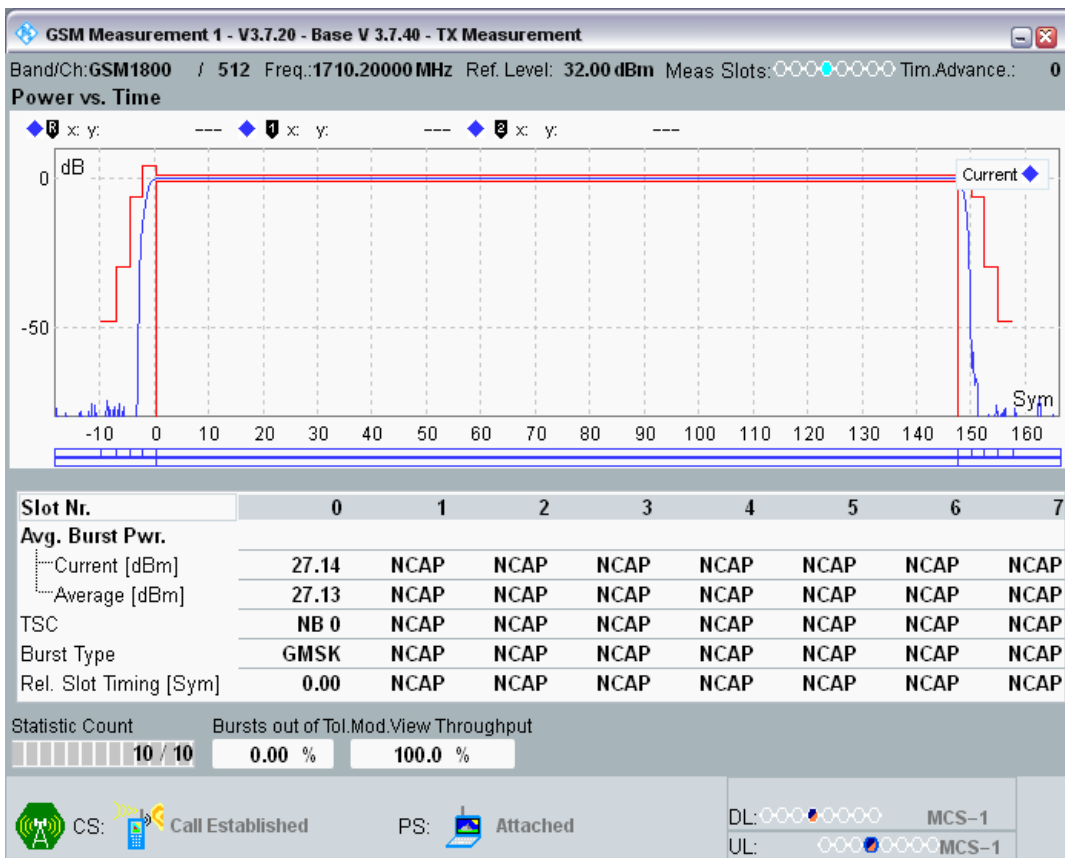 GSM Measurement 1 - V3.7.20 - Base V 3.7.40 - TX Measurement
Band/Ch:GSM1800 / 512 Freq.:1710.20000 MHz Ref. Level: 32.00 dBm Meas Slots: Tim.Advance.: 0
Power vs. Time
R x: y: --- 1 x: y: --- 2 x: y: ---
dB
Current
0
-50
Sym
-10 0 10 20 30 40 50 60 70 80 90 100 110 120 130 140 150 160
Slot Nr. 0 1 2 3 4 5 6 7
Avg. Burst Pwr.
Current [dBm] 27.14 NCAP NCAP NCAP NCAP NCAP NCAP NCAP
Average [dBm] 27.13 NCAP NCAP NCAP NCAP NCAP NCAP NCAP
TSC NB 0 NCAP NCAP NCAP NCAP NCAP NCAP NCAP
Burst Type GMSK NCAP NCAP NCAP NCAP NCAP NCAP NCAP
Rel. Slot Timing [Sym] 0.00 NCAP NCAP NCAP NCAP NCAP NCAP NCAP
Statistic Count Bursts out of Tol.Mod.View Throughput
10 / 10 0.00 % 100.0 %
CS: Call Established PS: Attached
DL: MCS-1
UL: MCS-1